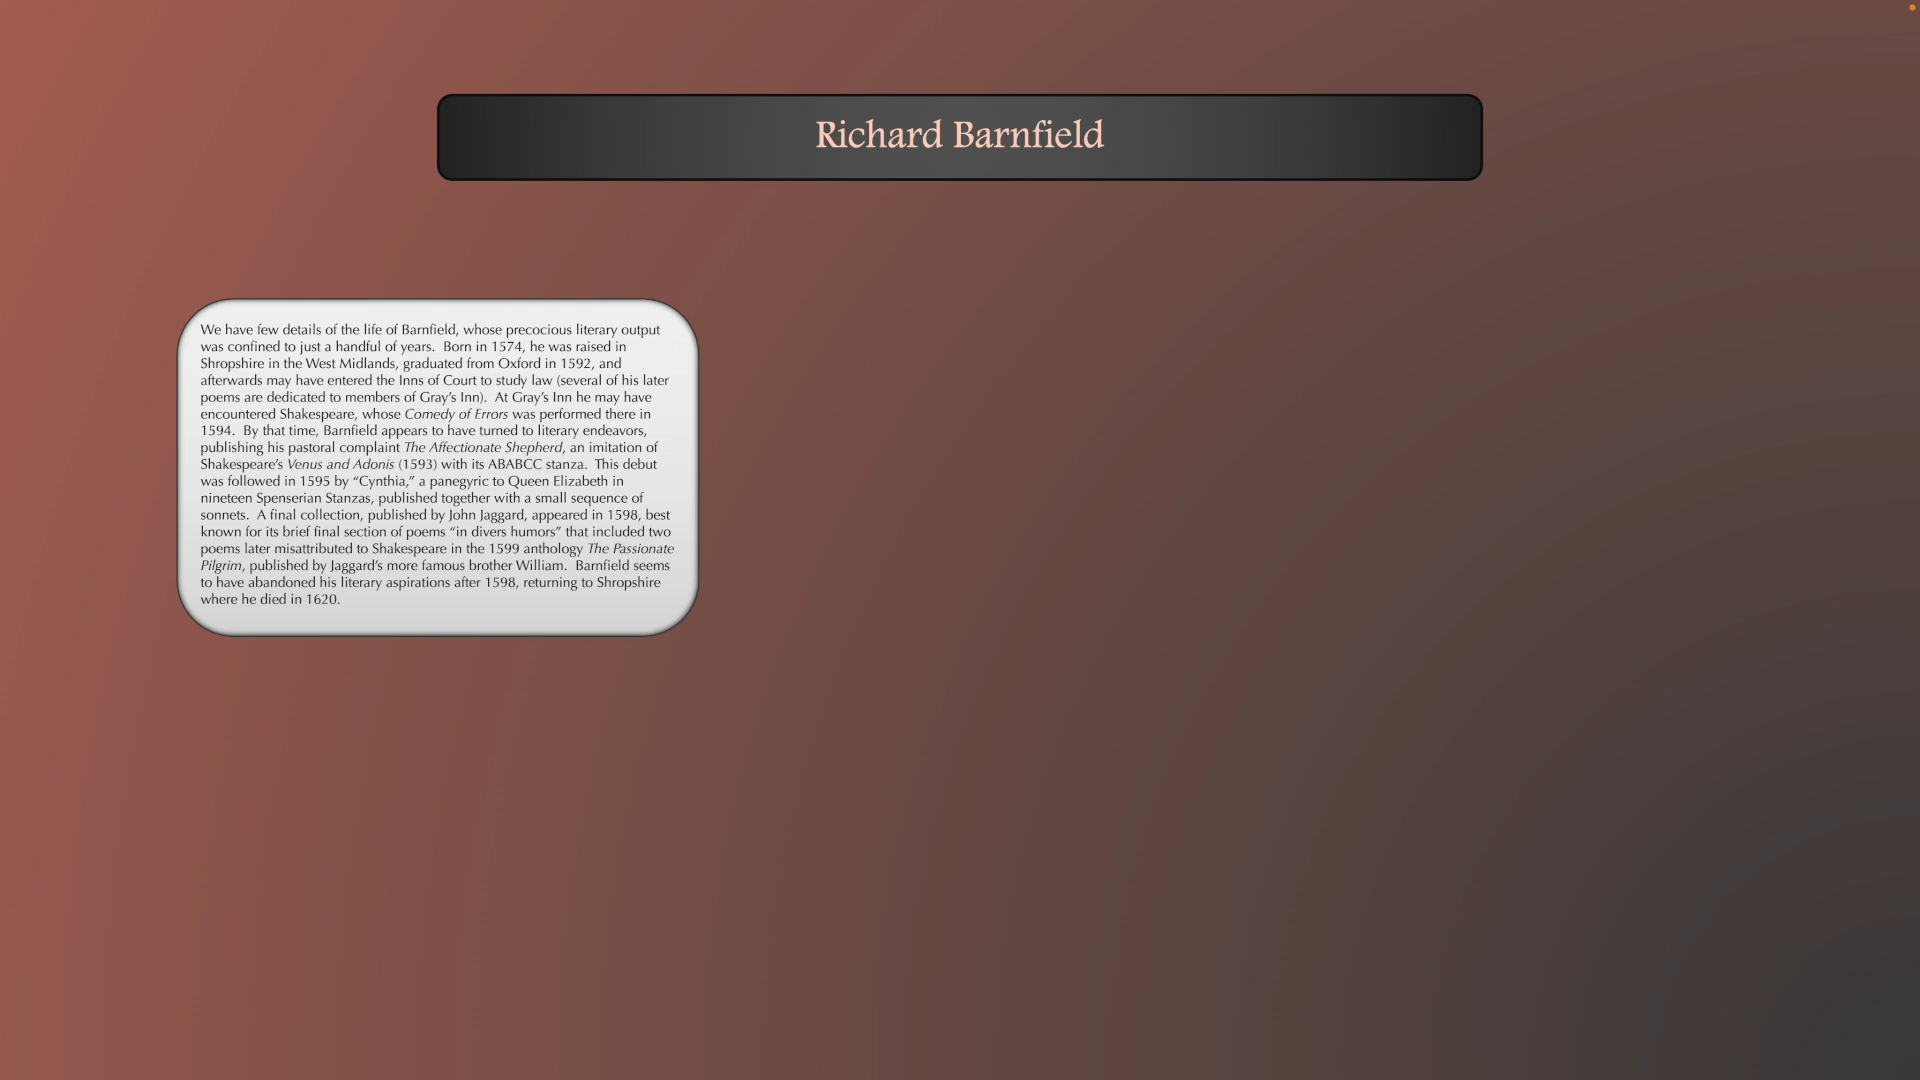 Richard Barnfield
We have few details of the life of Barnfield, whose precocious literary output
was confined to just a handful of years.  Born in 1574, he was raised in
Shropshire in the West Midlands, graduated from Oxford in 1592, and
afterwards may have entered the Inns of Court to study law (several of his later
poems are dedicated to members of Gray’s Inn).  At Gray’s Inn he may have
encountered Shakespeare, whose Comedy of Errors was performed there in
1594.  By that time, Barnfield appears to have turned to literary endeavors,
publishing his pastoral complaint The Affectionate Shepherd, an imitation of
Shakespeare’s Venus and Adonis (1593) with its ABABCC stanza.  This debut
was followed in 1595 by “Cynthia,” a panegyric to Queen Elizabeth in
nineteen Spenserian Stanzas, published together with a small sequence of
sonnets.  A final collection, published by John Jaggard, appeared in 1598, best
known for its brief final section of poems “in divers humors” that included two
poems later misattributed to Shakespeare in the 1599 anthology The Passionate
Pilgrim, published by Jaggard’s more famous brother William.  Barnfield seems
to have abandoned his literary aspirations after 1598, returning to Shropshire
where he died in 1620.